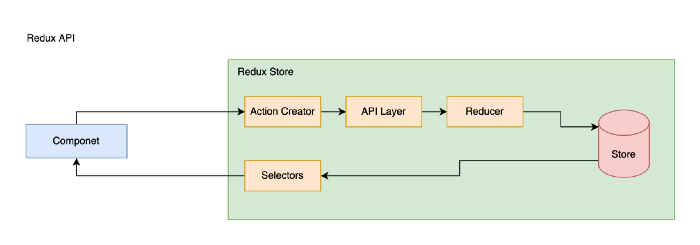 Redux API
Redux Store
Action Creator
API Layer
Reducer
Componet
Store
Selectors